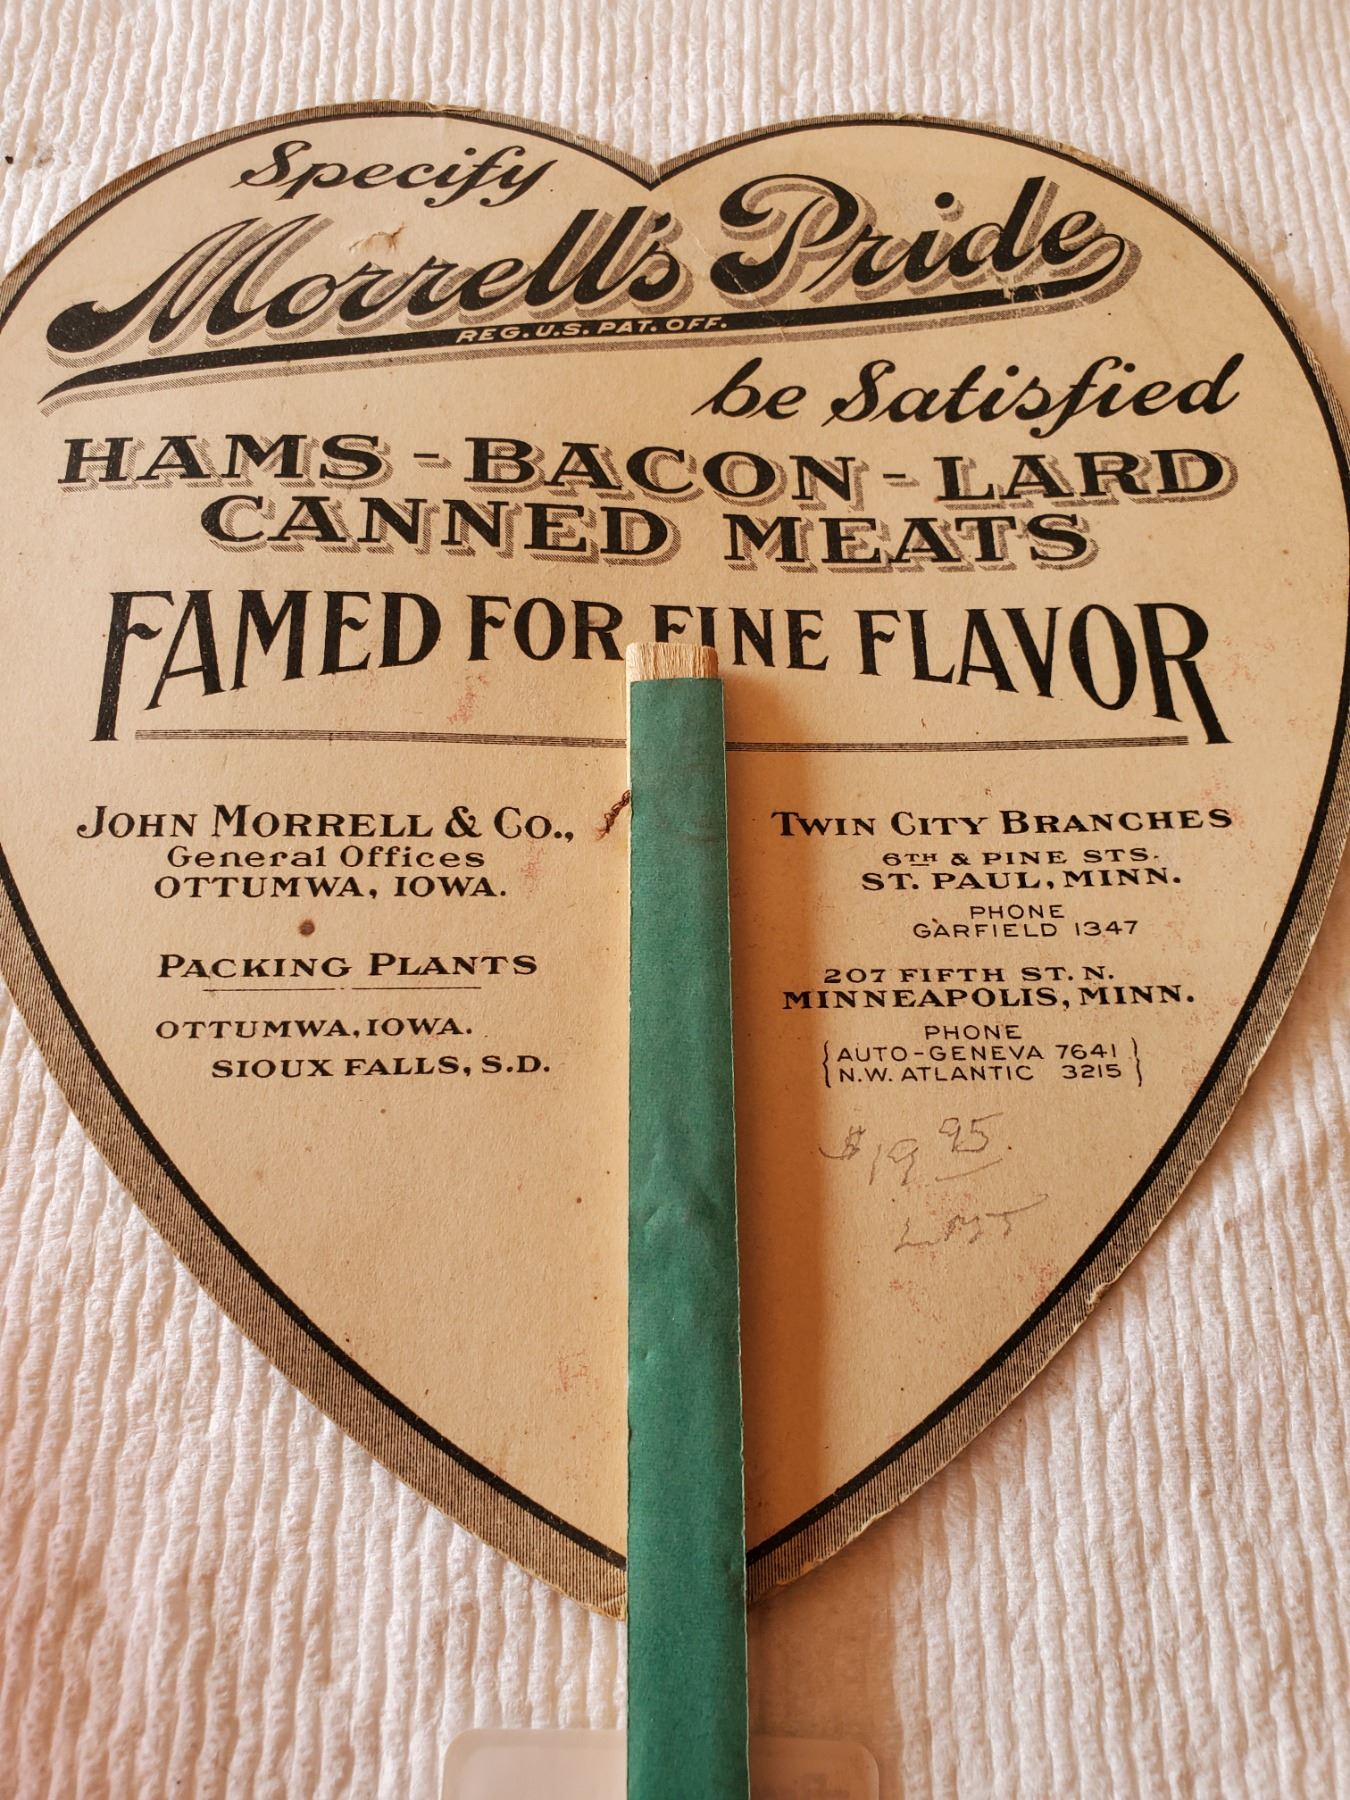 Specify
Morrell's Pride
REG. U.S. PAT. OFF.
be Satisfied
HAMS - BACON - LARD
CANNED MEATS
FAMED FOR FINE FLAVOR
JOHN MORRELL & CO.,
General Offices
OTTUMWA, IOWA.
PACKING PLANTS
OTTUMWA, IOWA.
SIOUX FALLS, S.D.
TWIN CITY BRANCHES
6TH & PINE STS.
ST. PAUL, MINN.
PHONE
GARFIELD 1347
207 FIFTH ST. N.
MINNEAPOLIS, MINN.
PHONE
AUTO-GENEVA 7641
N.W. ATLANTIC 3215
$19 95